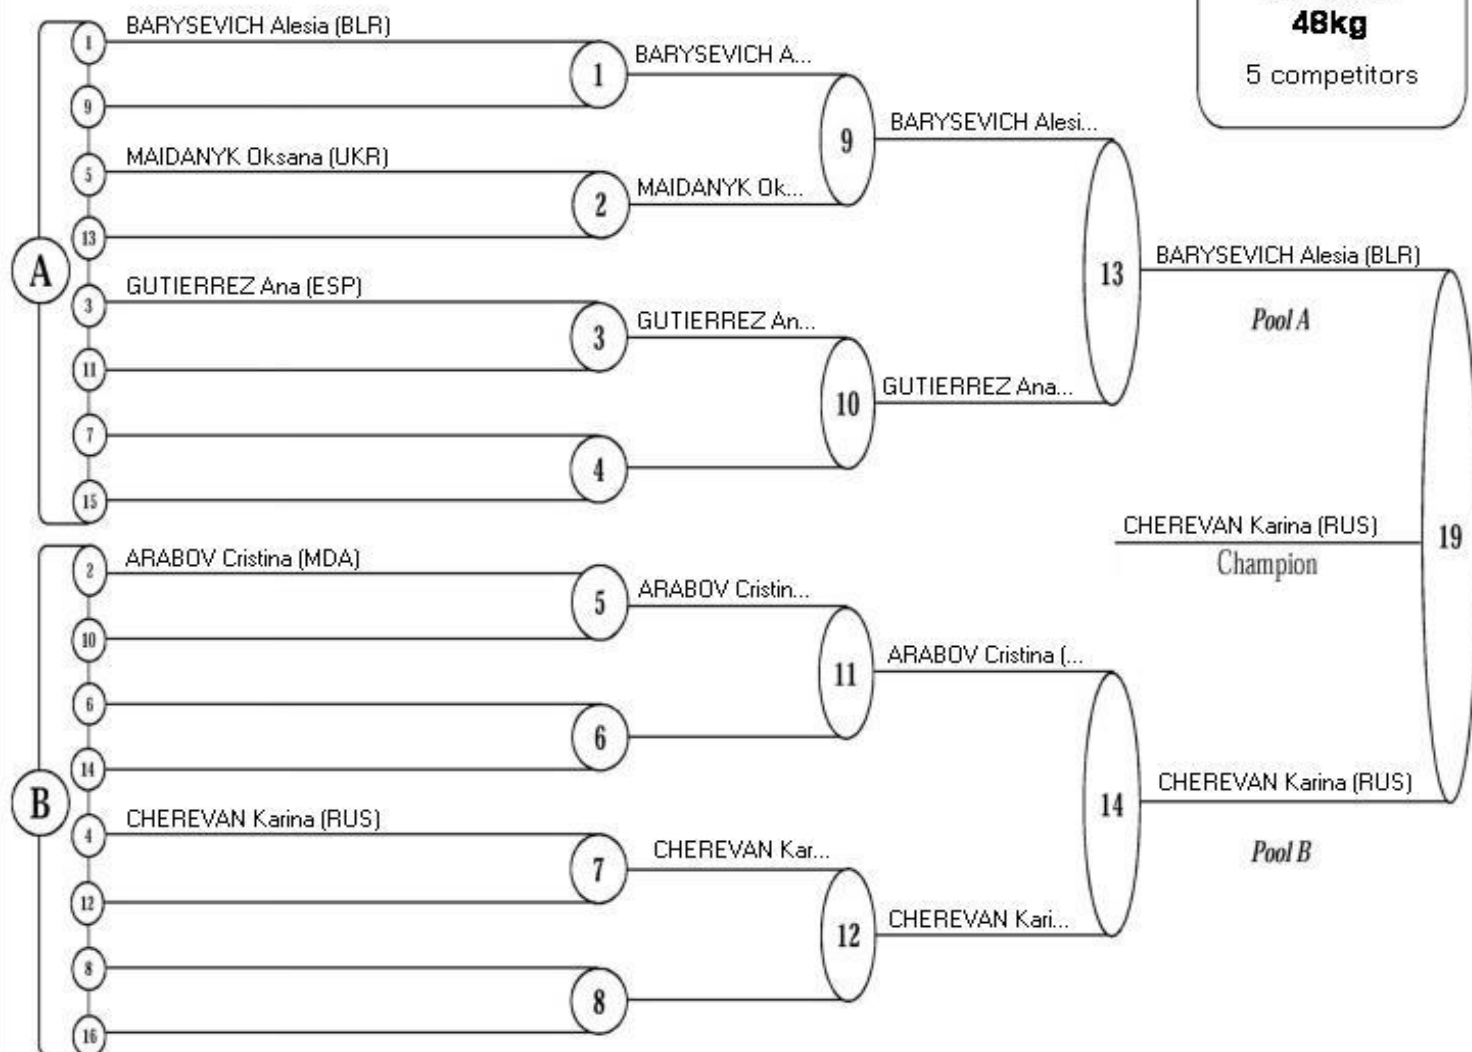 48kg
5 competitors
A
1
BARYSEVICH Alesia (BLR)
9
1
BARYSEVICH A...
5
MAIDANYK Oksana (UKR)
13
2
MAIDANYK Ok...
9
BARYSEVICH Alesi...
3
GUTIERREZ Ana (ESP)
11
3
GUTIERREZ An...
7
15
4
10
GUTIERREZ Ana...
13
BARYSEVICH Alesia (BLR)
Pool A
CHEREVAN Karina (RUS)
Champion
19
B
2
ARABOV Cristina (MDA)
10
5
ARABOV Cristin...
6
14
6
11
ARABOV Cristina (...
4
CHEREVAN Karina (RUS)
12
7
CHEREVAN Kar...
8
16
8
12
CHEREVAN Kari...
14
CHEREVAN Karina (RUS)
Pool B